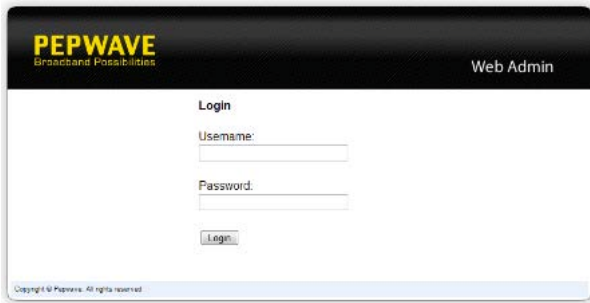 PEPWAVE
Broadband Possibilities
Web Admin
Login
Username:
Password:
Login
Copyright © Pepwave. All rights reserved.